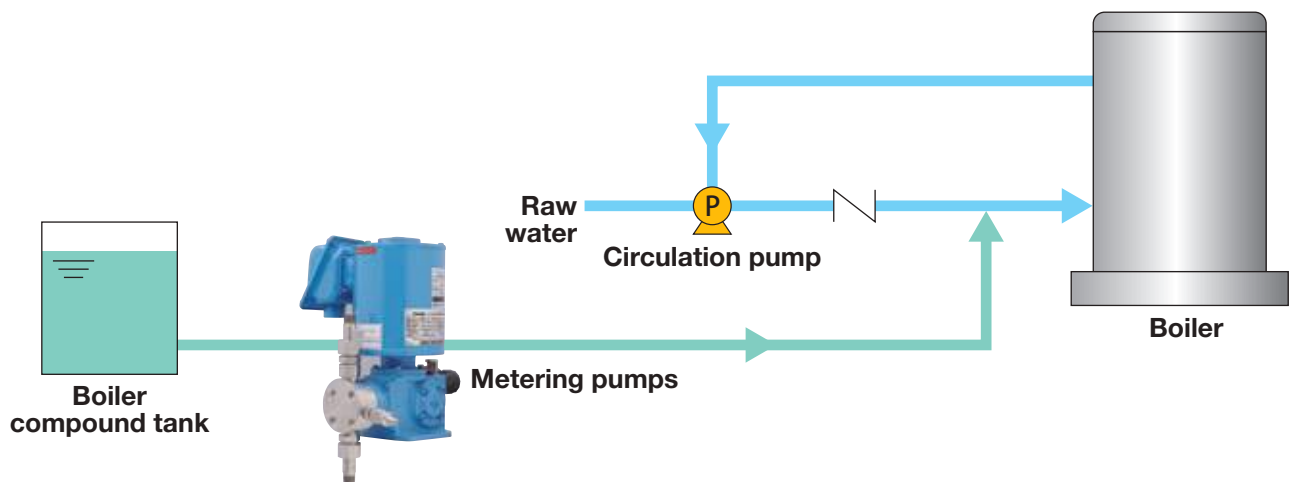 Raw
water
P
Circulation pump
Boiler
Metering pumps
Boiler
compound tank